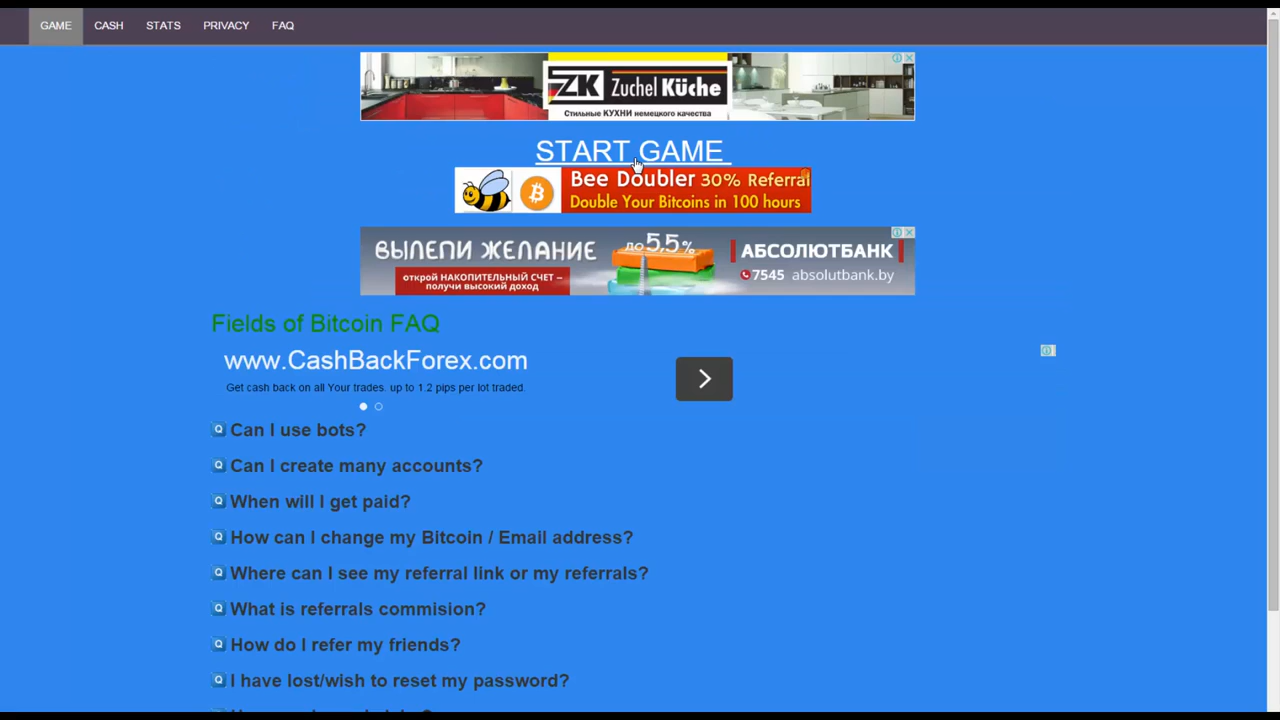 GAME CASH STATS PRIVACY FAQ
ZK Zuchel Küche
Стильные КУХНИ немецкого качества
START GAME
Bee Doubler 30% Referral
Double Your Bitcoins in 100 hours
ВЫЛЕПИ ЖЕЛАНИЕ
до 5,5%
открой НАКОПИТЕЛЬНЫЙ СЧЕТ –
получи высокий доход
АБСОЛЮТБАНК
7545 absolutbank.by
Fields of Bitcoin FAQ
www.CashBackForex.com
Get cash back on all Your trades. up to 1.2 pips per lot traded.
Q Can I use bots?
Q Can I create many accounts?
Q When will I get paid?
Q How can I change my Bitcoin / Email address?
Q Where can I see my referral link or my referrals?
Q What is referrals commision?
Q How do I refer my friends?
Q I have lost/wish to reset my password?